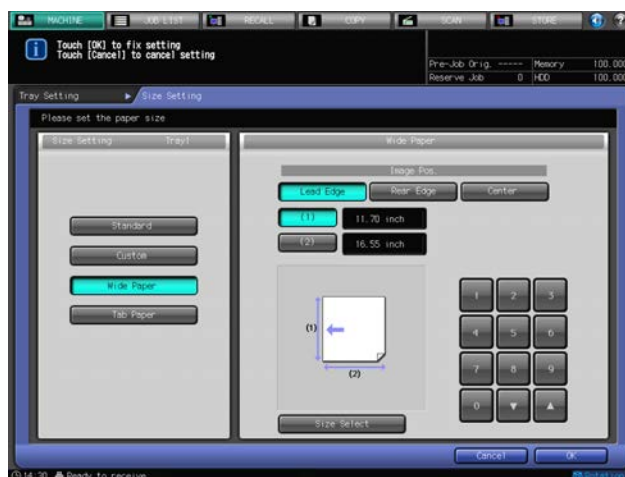 MACHINE JOB LIST RECALL COPY SCAN STORE
Touch [OK] to fix setting
Touch [Cancel] to cancel setting
Pre-Job Orig. ----- Memory 100.000
Reserve Job 0 HDD 100.000
Tray Setting Size Setting
Please set the paper size
Size Setting Tray1
Wide Paper
Image Pos.
Lead Edge Rear Edge Center
(1) 11.70 inch
(2) 16.55 inch
Standard
Custom
Wide Paper
Tab Paper
(1)
(2)
1 2 3
4 5 6
7 8 9
0
Size Select
Cancel OK
14:30 Ready to receive
Rotation